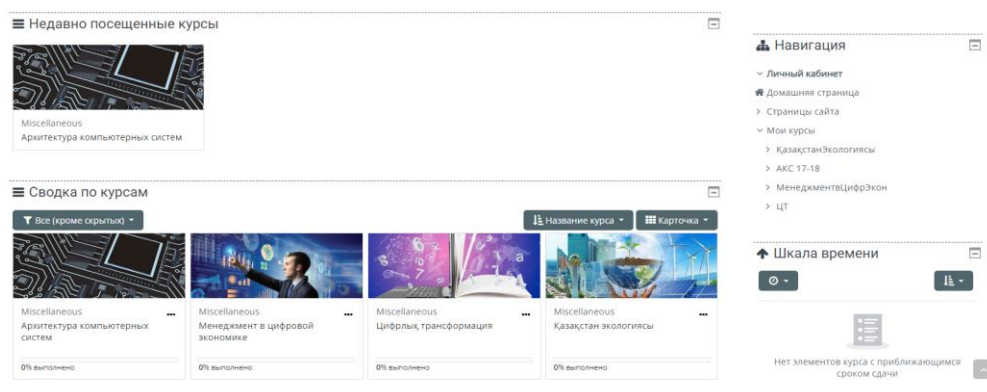 Недавно посещенные курсы
Miscellaneous
Архитектура компьютерных систем
Сводка по курсам
Все (кроме скрытых)
Название курса
Карточка
Miscellaneous
Архитектура компьютерных
систем
0% выполнено
Miscellaneous
Менеджмент в цифровой
экономике
0% выполнено
Miscellaneous
Цифрлық трансформация
0% выполнено
Miscellaneous
Қазақстан экологиясы
0% выполнено
Навигация
Личный кабинет
Домашняя страница
Страницы сайта
Мои курсы
ҚазақстанЭкологиясы
АКС 17-18
МенеджментвЦифрЭкон
ЦТ
Шкала времени
Нет элементов курса с приближающимся
сроком сдачи